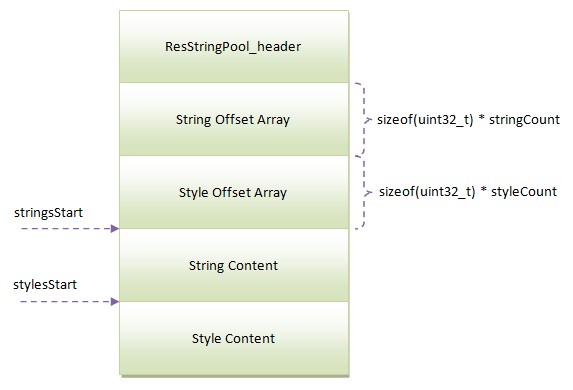 ResStringPool_header
String Offset Array
sizeof(uint32_t) * stringCount
Style Offset Array
sizeof(uint32_t) * styleCount
stringsStart
String Content
stylesStart
Style Content